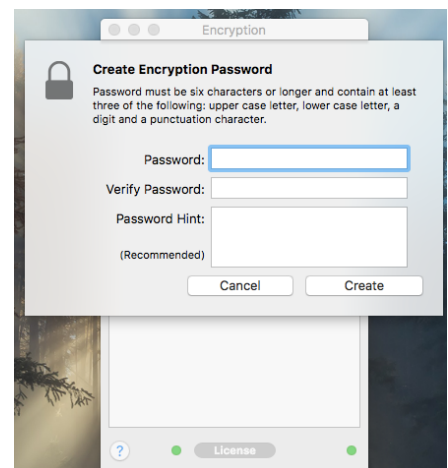 Encryption
Create Encryption Password
Password must be six characters or longer and contain at least
three of the following: upper case letter, lower case letter, a
digit and a punctuation character.
Password:
Verify Password:
Password Hint:
(Recommended)
Cancel
Create
?
License